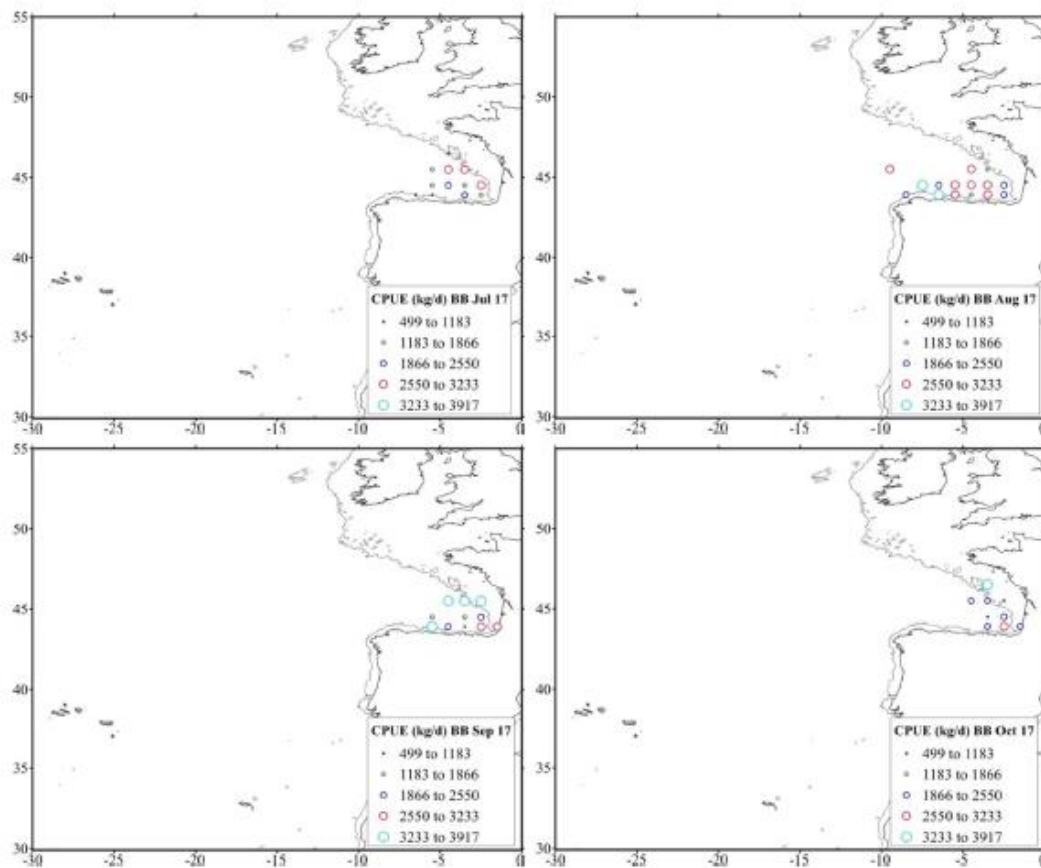 55
50
45
40
35
30
CPUE (kg/d) BB Jul 17
499 to 1183
1183 to 1866
1866 to 2550
2550 to 3233
3233 to 3917
-30 -25 -20 -15 -10 -5 0
55
50
45
40
35
30
CPUE (kg/d) BB Aug 17
499 to 1183
1183 to 1866
1866 to 2550
2550 to 3233
3233 to 3917
-30 -25 -20 -15 -10 -5
55
50
45
40
35
30
CPUE (kg/d) BB Sep 17
499 to 1183
1183 to 1866
1866 to 2550
2550 to 3233
3233 to 3917
-30 -25 -20 -15 -10 -5 0
55
50
45
40
35
30
CPUE (kg/d) BB Oct 17
499 to 1183
1183 to 1866
1866 to 2550
2550 to 3233
3233 to 3917
-30 -25 -20 -15 -10 -5